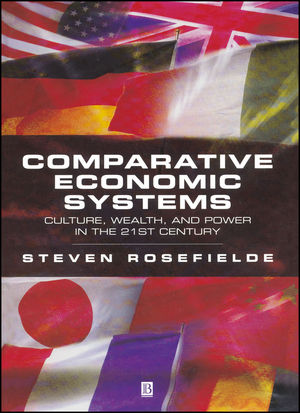 COMPARATIVE
ECONOMIC
SYSTEMS
CULTURE, WEALTH, AND POWER
IN THE 21ST CENTURY
STEVEN ROSEFIELDE
B